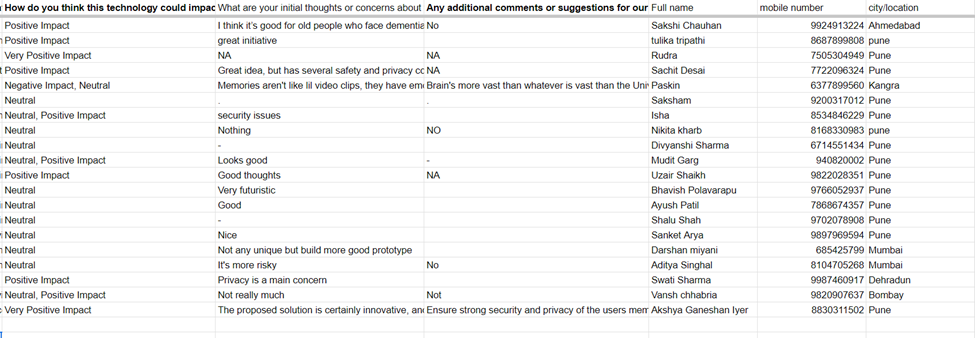 How do you think this technology could impac What are your initial thoughts or concerns about Any additional comments or suggestions for our Full name mobile number city/location
Positive Impact I think it's good for old people who face dementia No Sakshi Chauhan 9924913224 Ahmedabad
Positive Impact great initiative tulika tripathi 8687899808 pune
Very Positive Impact NA NA Rudra 7505304949 Pune
Positive Impact Great idea, but has several safety and privacy co NA Sachit Desai 7722096324 Pune
Negative Impact, Neutral Memories aren't like lil video clips, they have emo Brain's more vast than whatever is vast than the Uni Paskin 6377899560 Kangra
Neutral . . Saksham 9200317012 Pune
Neutral, Positive Impact security issues Isha 8534846229 Pune
Neutral Nothing NO Nikita kharb 8168330983 pune
Neutral - Divyanshi Sharma 6714551434 Pune
Neutral, Positive Impact Looks good - Mudit Garg 940820002 Pune
Positive Impact Good thoughts NA Uzair Shaikh 9822028351 Pune
Neutral Very futuristic Bhavish Polavarapu 9766052937 Pune
Neutral Good Ayush Patil 7868674357 Pune
Neutral - Shalu Shah 9702078908 Pune
Neutral Nice Sanket Arya 9897969594 Pune
Neutral Not any unique but build more good prototype Darshan miyani 685425799 Mumbai
Neutral It's more risky No Aditya Singhal 8104705268 Mumbai
Positive Impact Privacy is a main concern Swati Sharma 9987460917 Dehradun
Neutral, Positive Impact Not really much Not Vansh chhabria 9820907637 Bombay
Very Positive Impact The proposed solution is certainly innovative, and Ensure strong security and privacy of the users mem Akshya Ganeshan Iyer 8830311502 Pune